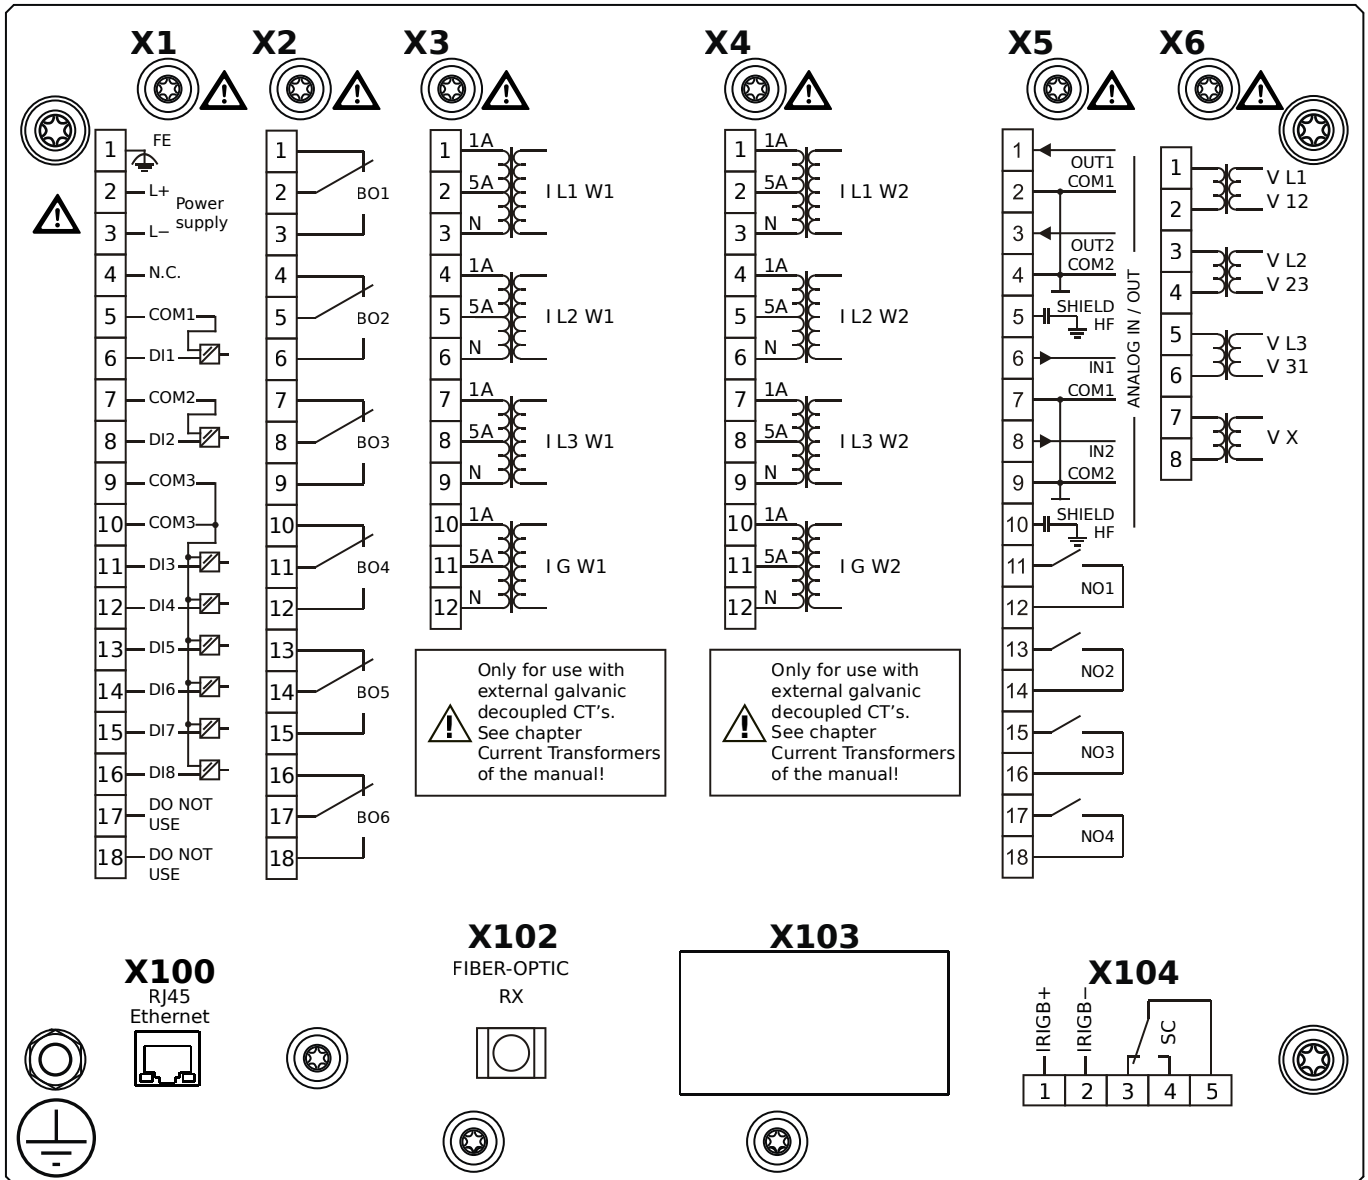 X1
X2
X3
X4
X5
X6
1
FE
2
L+
Power
supply
3
L−
4
N.C.
5
COM1
6
DI1
7
COM2
8
DI2
9
COM3
10
COM3
11
DI3
12
DI4
13
DI5
14
DI6
15
DI7
16
DI8
17
DO NOT
USE
18
DO NOT
USE
1
2
BO1
3
4
5
BO2
6
7
8
BO3
9
10
11
BO4
12
13
14
BO5
15
16
17
BO6
18
1
1A
2
5A
I L1 W1
3
N
4
1A
5
5A
I L2 W1
6
N
7
1A
8
5A
I L3 W1
9
N
10
1A
11
5A
I G W1
12
N
Only for use with
external galvanic
decoupled CT's.
See chapter
Current Transformers
of the manual!
1
1A
2
5A
I L1 W2
3
N
4
1A
5
5A
I L2 W2
6
N
7
1A
8
5A
I L3 W2
9
N
10
1A
11
5A
I G W2
12
N
Only for use with
external galvanic
decoupled CT's.
See chapter
Current Transformers
of the manual!
1
OUT1
2
COM1
3
OUT2
4
COM2
5
SHIELD
HF
6
IN1
7
COM1
8
IN2
9
COM2
10
SHIELD
HF
ANALOG IN / OUT
11
NO1
12
13
NO2
14
15
NO3
16
17
NO4
18
1
V L1
2
V 12
3
V L2
4
V 23
5
V L3
6
V 31
7
V X
8
X100
RJ45
Ethernet
X102
FIBER-OPTIC
RX
X103
X104
IRIGB+
IRIGB−
SC
1
2
3
4
5